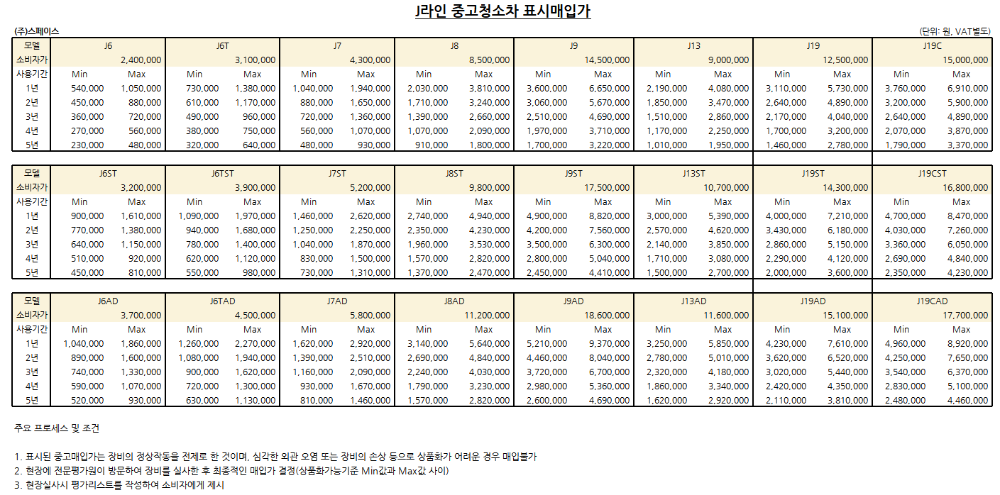 J라인 중고청소차 표시매입가
(주)스페이스 (단위: 원, VAT별도)
모델 J6 J6T J7 J8 J9 J13 J19 J19C
소비자가 2,400,000 3,100,000 4,300,000 8,500,000 14,500,000 9,000,000 12,500,000 15,000,000
사용기간 Min Max Min Max Min Max Min Max Min Max Min Max Min Max Min Max
1년 540,000 1,050,000 730,000 1,380,000 1,040,000 1,940,000 2,030,000 3,810,000 3,600,000 6,650,000 2,190,000 4,080,000 3,110,000 5,730,000 3,760,000 6,910,000
2년 450,000 880,000 610,000 1,170,000 880,000 1,650,000 1,710,000 3,240,000 3,060,000 5,670,000 1,850,000 3,470,000 2,640,000 4,890,000 3,200,000 5,900,000
3년 360,000 720,000 490,000 960,000 720,000 1,360,000 1,390,000 2,660,000 2,510,000 4,690,000 1,510,000 2,860,000 2,170,000 4,040,000 2,640,000 4,890,000
4년 270,000 560,000 380,000 750,000 560,000 1,070,000 1,070,000 2,090,000 1,970,000 3,710,000 1,170,000 2,250,000 1,700,000 3,200,000 2,070,000 3,870,000
5년 230,000 480,000 320,000 640,000 480,000 930,000 910,000 1,800,000 1,700,000 3,220,000 1,010,000 1,950,000 1,460,000 2,780,000 1,790,000 3,370,000
모델 J6ST J6TST J7ST J8ST J9ST J13ST J19ST J19CST
소비자가 3,200,000 3,900,000 5,200,000 9,800,000 17,500,000 10,700,000 14,300,000 16,800,000
사용기간 Min Max Min Max Min Max Min Max Min Max Min Max Min Max Min Max
1년 900,000 1,610,000 1,090,000 1,970,000 1,460,000 2,620,000 2,740,000 4,940,000 4,900,000 8,820,000 3,000,000 5,390,000 4,000,000 7,210,000 4,700,000 8,470,000
2년 770,000 1,380,000 940,000 1,680,000 1,250,000 2,250,000 2,350,000 4,230,000 4,200,000 7,560,000 2,570,000 4,620,000 3,430,000 6,180,000 4,030,000 7,260,000
3년 640,000 1,150,000 780,000 1,400,000 1,040,000 1,870,000 1,960,000 3,530,000 3,500,000 6,300,000 2,140,000 3,850,000 2,860,000 5,150,000 3,360,000 6,050,000
4년 510,000 920,000 620,000 1,120,000 830,000 1,500,000 1,570,000 2,820,000 2,800,000 5,040,000 1,710,000 3,080,000 2,290,000 4,120,000 2,690,000 4,840,000
5년 450,000 810,000 550,000 980,000 730,000 1,310,000 1,370,000 2,470,000 2,450,000 4,410,000 1,500,000 2,700,000 2,000,000 3,600,000 2,350,000 4,230,000
모델 J6AD J6TAD J7AD J8AD J9AD J13AD J19AD J19CAD
소비자가 3,700,000 4,500,000 5,800,000 11,200,000 18,600,000 11,600,000 15,100,000 17,700,000
사용기간 Min Max Min Max Min Max Min Max Min Max Min Max Min Max Min Max
1년 1,040,000 1,860,000 1,260,000 2,270,000 1,620,000 2,920,000 3,140,000 5,640,000 5,210,000 9,370,000 3,250,000 5,850,000 4,230,000 7,610,000 4,960,000 8,920,000
2년 890,000 1,600,000 1,080,000 1,940,000 1,390,000 2,510,000 2,690,000 4,840,000 4,460,000 8,040,000 2,780,000 5,010,000 3,620,000 6,520,000 4,250,000 7,650,000
3년 740,000 1,330,000 900,000 1,620,000 1,160,000 2,090,000 2,240,000 4,030,000 3,720,000 6,700,000 2,320,000 4,180,000 3,020,000 5,440,000 3,540,000 6,370,000
4년 590,000 1,070,000 720,000 1,300,000 930,000 1,670,000 1,790,000 3,230,000 2,980,000 5,360,000 1,860,000 3,340,000 2,420,000 4,350,000 2,830,000 5,100,000
5년 520,000 930,000 630,000 1,130,000 810,000 1,460,000 1,570,000 2,820,000 2,600,000 4,690,000 1,620,000 2,920,000 2,110,000 3,810,000 2,480,000 4,460,000
주요 프로세스 및 조건
1. 표시된 중고매입가는 장비의 정상작동을 전제로 한 것이며, 심각한 외관 오염 또는 장비의 손상 등으로 상품화가 어려운 경우 매입불가
2. 현장에 전문평가원이 방문하여 장비를 실사한 후 최종적인 매입가 결정(상품화가능기준 Min값과 Max값 사이)
3. 현장실사시 평가리스트를 작성하여 소비자에게 제시